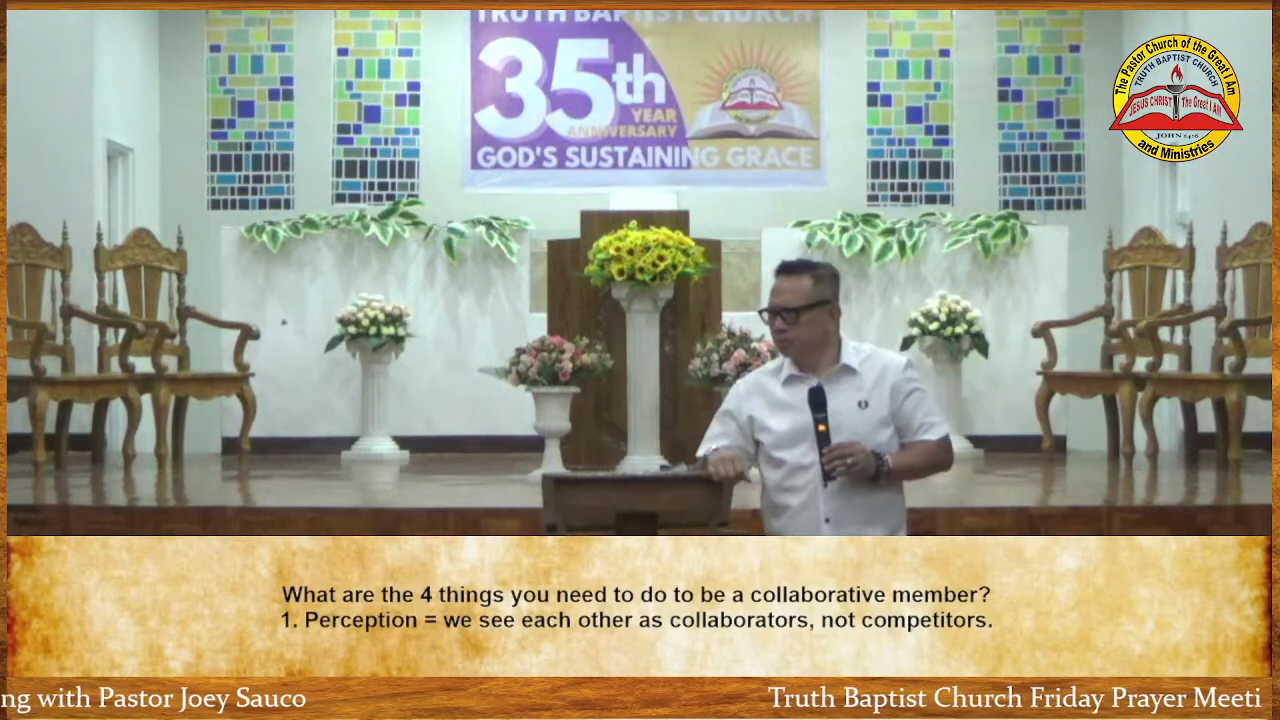 TRUTH BAPTIST CHURCH
35th
YEAR
ANNIVERSARY
GOD'S SUSTAINING GRACE
The Pastor Church of the Great I Am
TRUTH BAPTIST CHURCH
JESUS CHRIST The Great I AM
JOHN 14:6
and Ministries
What are the 4 things you need to do to be a collaborative member?
1. Perception = we see each other as collaborators, not competitors.
ng with Pastor Joey Sauco
Truth Baptist Church Friday Prayer Meeti